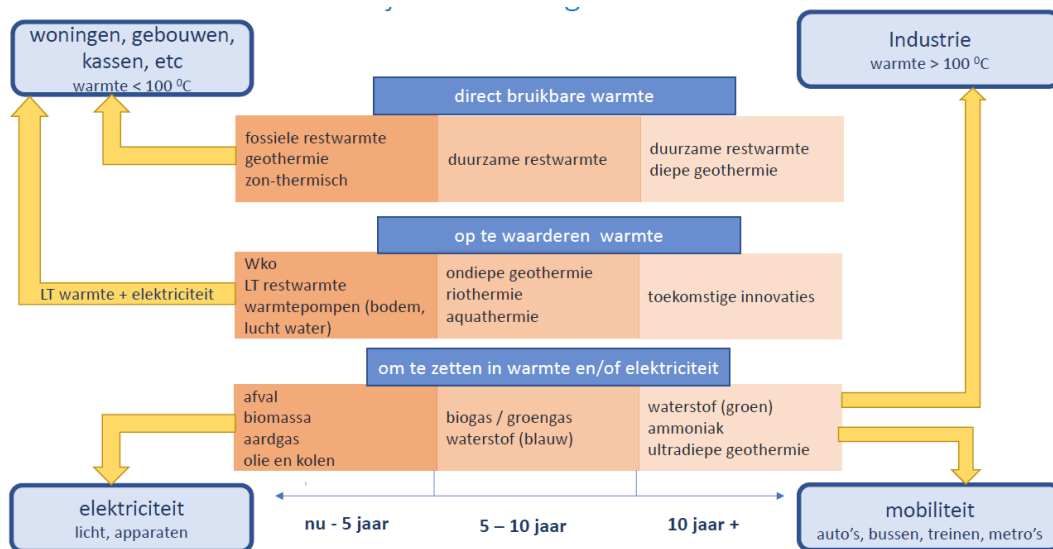 woningen, gebouwen,
kassen, etc
warmte < 100 ⁰C
Industrie
warmte > 100 ⁰C
direct bruikbare warmte
fossiele restwarmte
geothermie
zon-thermisch
duurzame restwarmte
duurzame restwarmte
diepe geothermie
op te waarderen warmte
Wko
LT restwarmte
warmtepompen (bodem,
lucht water)
ondiepe geothermie
riothermie
aquathermie
toekomstige innovaties
LT warmte + elektriciteit
om te zetten in warmte en/of elektriciteit
afval
biomassa
aardgas
olie en kolen
biogas / groengas
waterstof (blauw)
waterstof (groen)
ammoniak
ultradiepe geothermie
elektriciteit
licht, apparaten
nu - 5 jaar
5 – 10 jaar
10 jaar +
mobiliteit
auto's, bussen, treinen, metro's